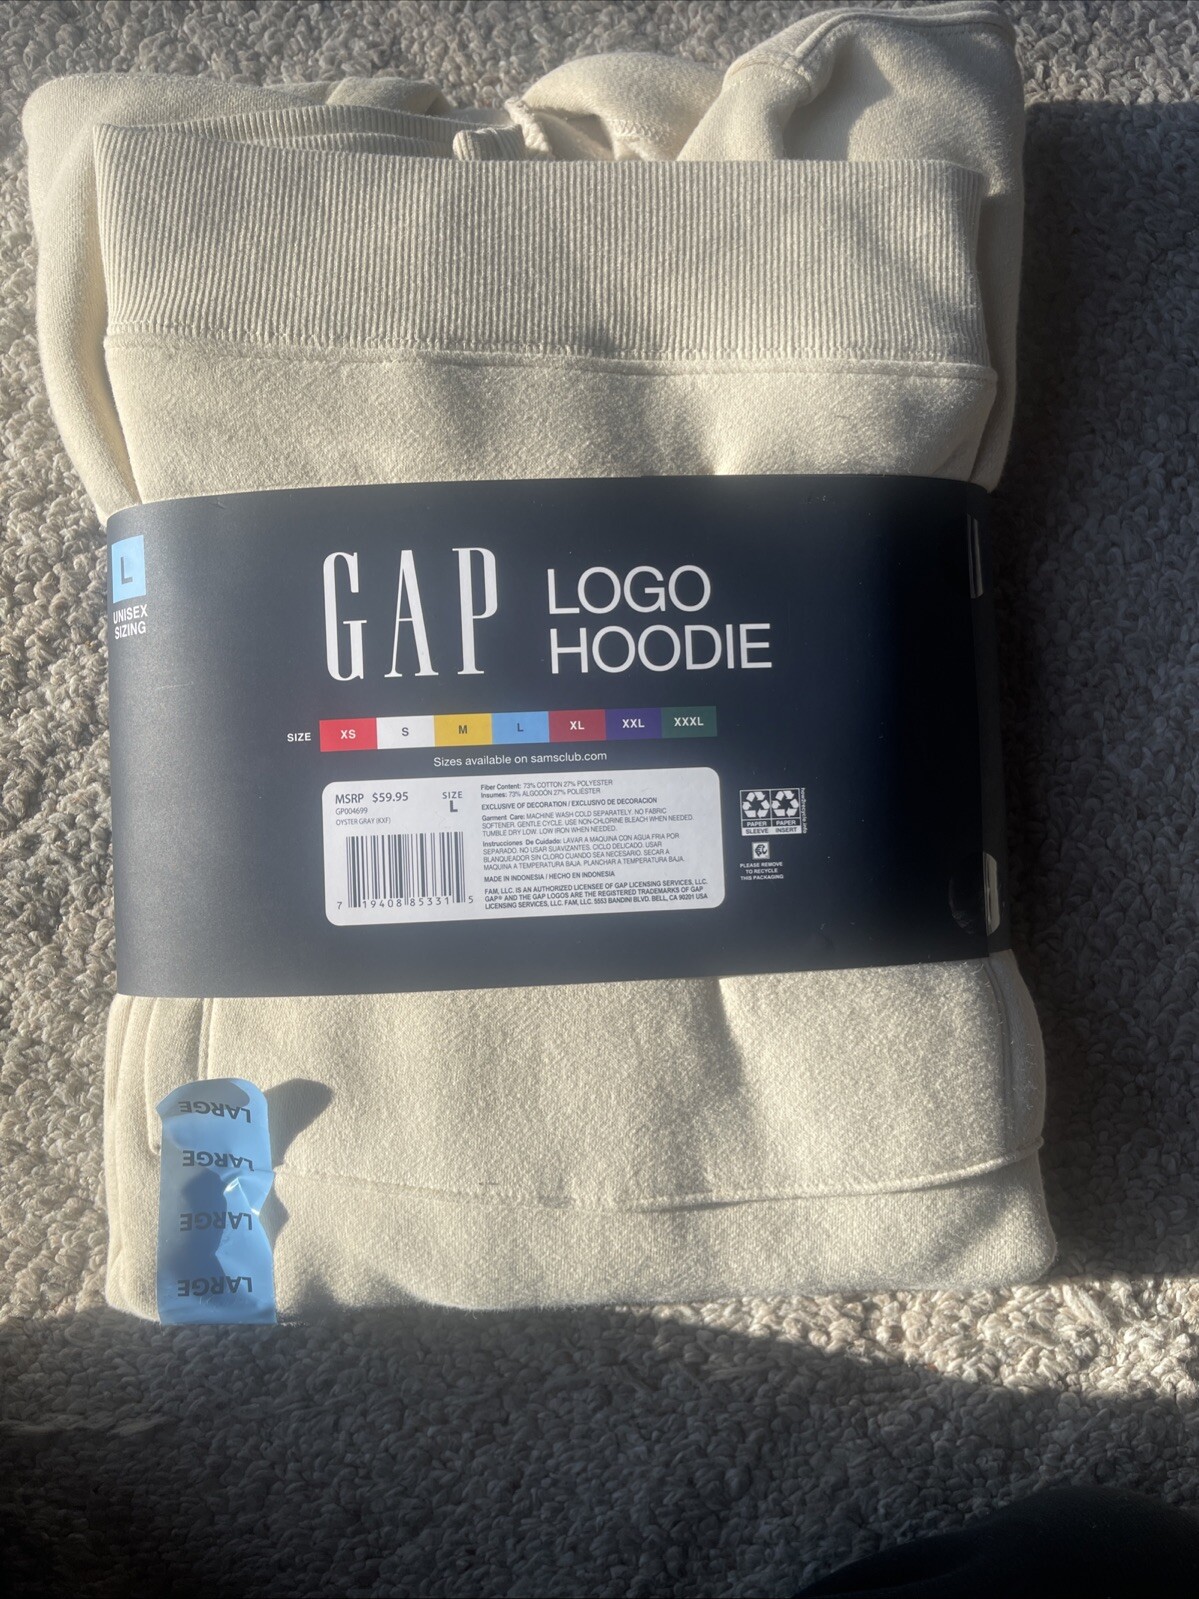 L
UNISEX
SIZING
GAP
LOGO
HOODIE
SIZE XS S M L XL XXL XXXL
Sizes available on samsclub.com
MSRP $59.95
GP004699
OYSTER GRAY (KXF)
SIZE
L
7 19408 85331 5
Fiber Content: 73% COTTON 27% POLYESTER
Insumos: 73% ALGODÓN 27% POLIÉSTER
EXCLUSIVE OF DECORATION / EXCLUSIVO DE DECORACION
Garment Care: MACHINE WASH COLD SEPARATELY. NO FABRIC
SOFTENER. GENTLE CYCLE. USE NON-CHLORINE BLEACH WHEN NEEDED.
TUMBLE DRY LOW. LOW IRON WHEN NEEDED.
Instrucciones De Cuidado: LAVAR A MAQUINA CON AGUA FRIA POR
SEPARADO. NO USAR SUAVIZANTES. CICLO DELICADO. USAR
BLANQUEADOR SIN CLORO CUANDO SEA NECESARIO. SECAR A
MAQUINA A TEMPERATURA BAJA. PLANCHAR A TEMPERATURA BAJA.
MADE IN INDONESIA / HECHO EN INDONESIA
FAM, LLC. IS AN AUTHORIZED LICENSEE OF GAP LICENSING SERVICES, LLC.
GAP® AND THE GAP LOGOS ARE THE REGISTERED TRADEMARKS OF GAP
LICENSING SERVICES, LLC. FAM, LLC. 5553 BANDINI BLVD. BELL, CA 90201 USA
PAPER PAPER
SLEEVE INSERT
how2recycle.info
PLEASE REMOVE
TO RECYCLE
THIS PACKAGING
LARGE
LARGE
LARGE
LARGE